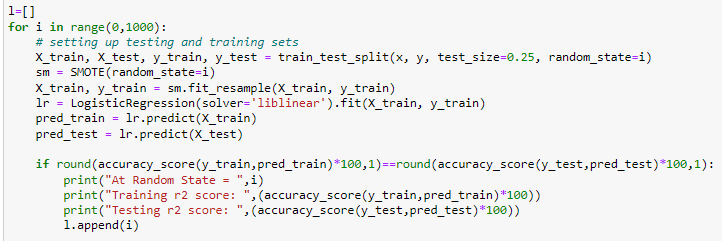 l=[]
for i in range(0,1000):
    # setting up testing and training sets
    X_train, X_test, y_train, y_test = train_test_split(x, y, test_size=0.25, random_state=i)
    sm = SMOTE(random_state=i)
    X_train, y_train = sm.fit_resample(X_train, y_train)
    lr = LogisticRegression(solver='liblinear').fit(X_train, y_train)
    pred_train = lr.predict(X_train)
    pred_test = lr.predict(X_test)

    if round(accuracy_score(y_train,pred_train)*100,1)==round(accuracy_score(y_test,pred_test)*100,1):
        print("At Random State = ",i)
        print("Training r2 score: ",(accuracy_score(y_train,pred_train)*100))
        print("Testing r2 score: ",(accuracy_score(y_test,pred_test)*100))
        l.append(i)